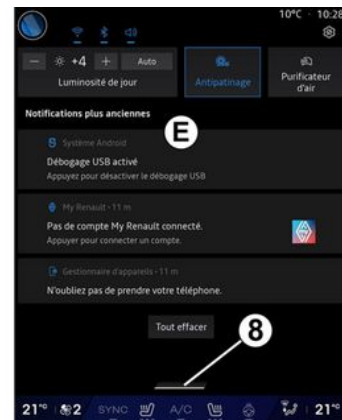 10°C 10:28
− +4 + Auto
Luminosité de jour
Antipatinage
Purificateur
d'air
Notifications plus anciennes
E
Système Android
Débogage USB activé
Appuyez pour désactiver le débogage USB
My Renault • 11 m
Pas de compte My Renault connecté.
Appuyer pour connecter un compte.
Gestionnaire d'appareils • 11 m
N'oubliez pas de prendre votre téléphone.
Tout effacer
8
21°° 2 SYNC A/C 21°°